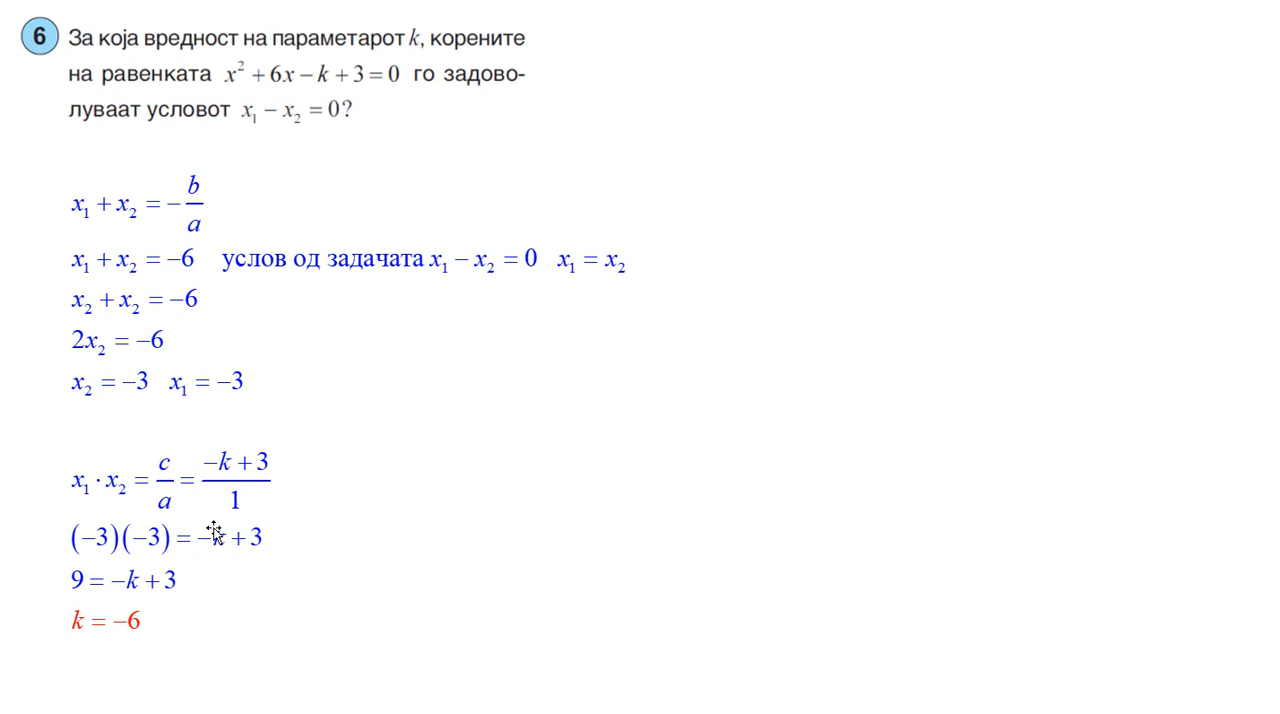 6 За која вредност на параметарот k, корените
на равенката x² + 6x − k + 3 = 0 го задово-
луваат условот x₁ − x₂ = 0?
x₁ + x₂ = −b/a
x₁ + x₂ = −6 услов од задачата x₁ − x₂ = 0 x₁ = x₂
x₂ + x₂ = −6
2x₂ = −6
x₂ = −3 x₁ = −3
x₁ · x₂ = c/a = (−k + 3)/1
(−3)(−3) = −k + 3
9 = −k + 3
k = −6